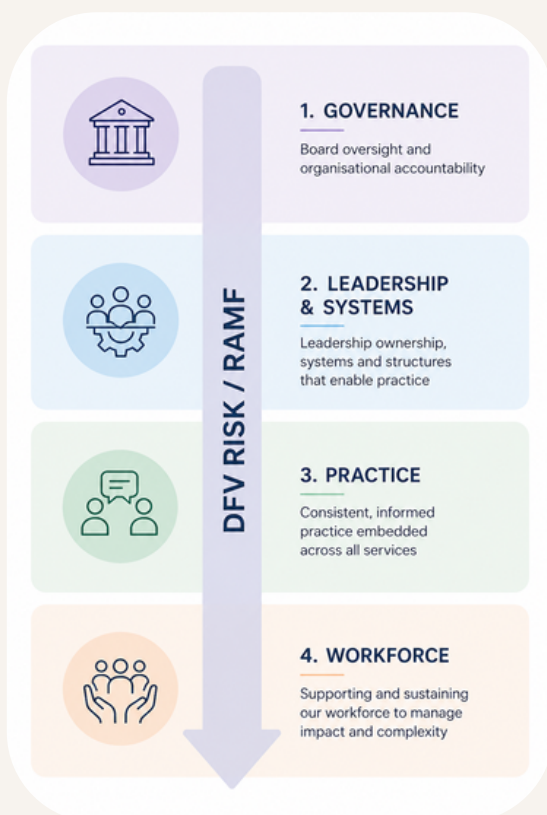 1. GOVERNANCE
Board oversight and
organisational accountability
2. LEADERSHIP
& SYSTEMS
Leadership ownership,
systems and structures
that enable practice
DFV RISK / RAMF
3. PRACTICE
Consistent, informed
practice embedded
across all services
4. WORKFORCE
Supporting and sustaining
our workforce to manage
impact and complexity